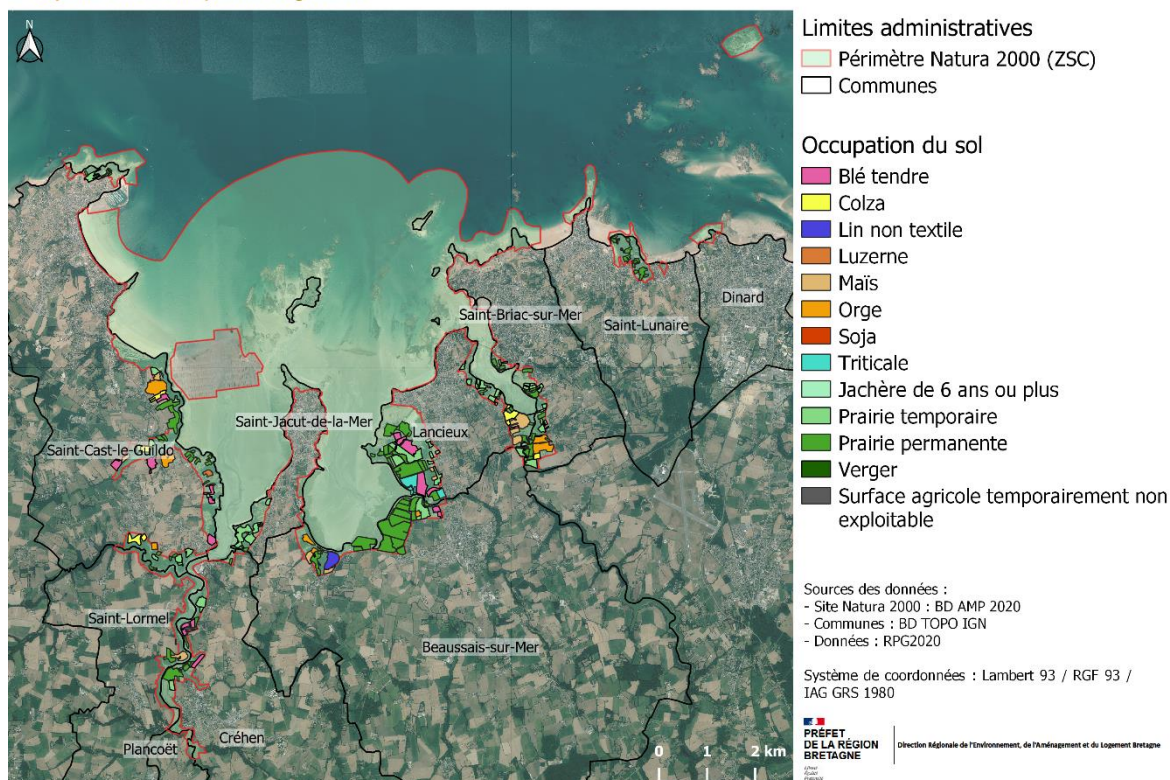 N
Saint-Briac-sur-Mer
Saint-Lunaire
Dinard
Saint-Jacut-de-la-Mer
Lancieux
Saint-Cast-le-Guildo
Saint-Lormel
Beaussais-sur-Mer
Créhen
Plancoët
0 1 2 km
Limites administratives
Périmètre Natura 2000 (ZSC)
Communes
Occupation du sol
Blé tendre
Colza
Lin non textile
Luzerne
Maïs
Orge
Soja
Triticale
Jachère de 6 ans ou plus
Prairie temporaire
Prairie permanente
Verger
Surface agricole temporairement non
exploitable
Sources des données :
- Site Natura 2000 : BD AMP 2020
- Communes : BD TOPO IGN
- Données : RPG2020
Système de coordonnées : Lambert 93 / RGF 93 /
IAG GRS 1980
PRÉFET
DE LA RÉGION
BRETAGNE
Direction Régionale de l'Environnement, de l'Aménagement et du Logement Bretagne